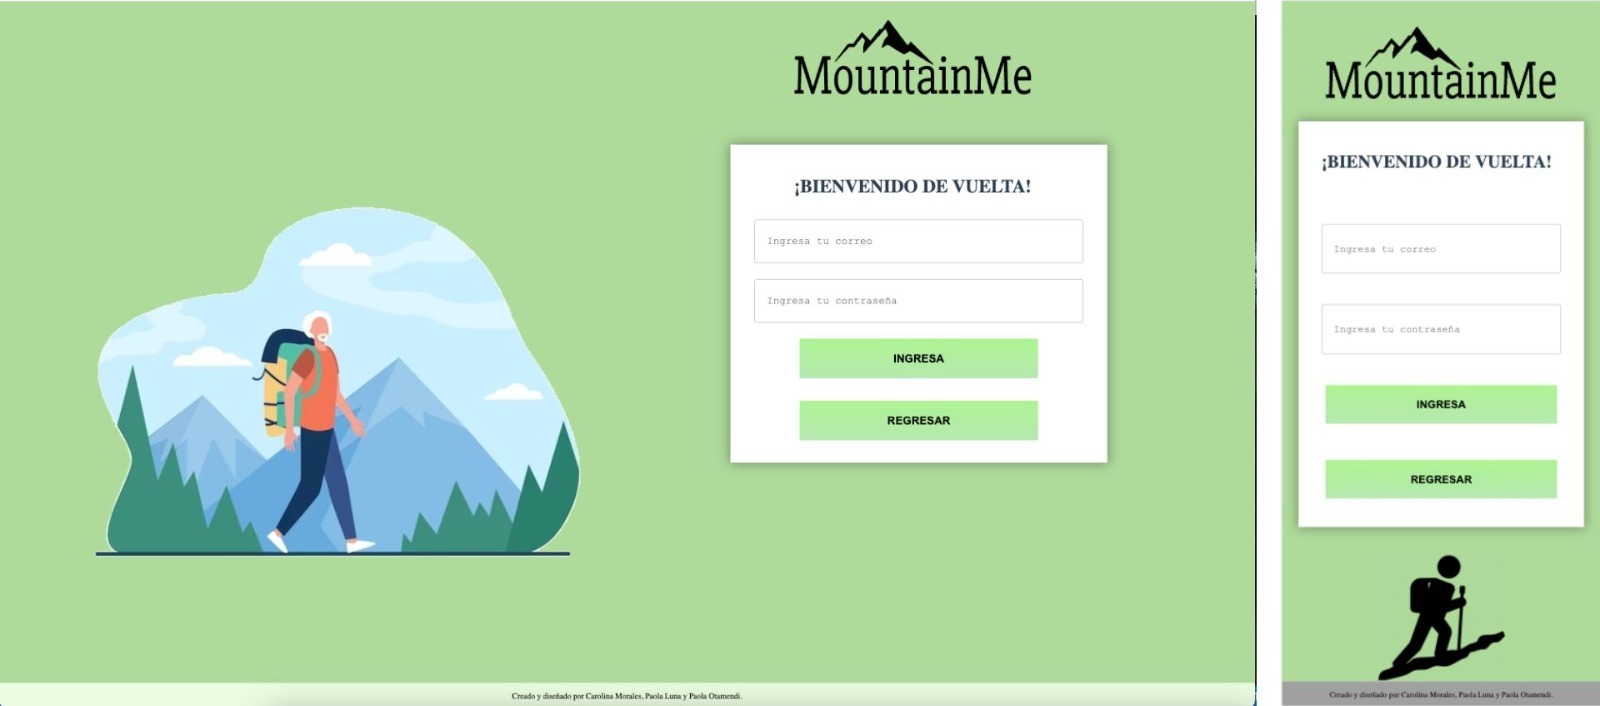 MountainMe
¡BIENVENIDO DE VUELTA!
Ingresa tu correo
Ingresa tu contraseña
INGRESA
REGRESAR
Creado y diseñado por Carolina Morales, Paola Luna y Paola Otamendi.
MountainMe
¡BIENVENIDO DE VUELTA!
Ingresa tu correo
Ingresa tu contraseña
INGRESA
REGRESAR
Creado y diseñado por Carolina Morales, Paola Luna y Paola Otamendi.